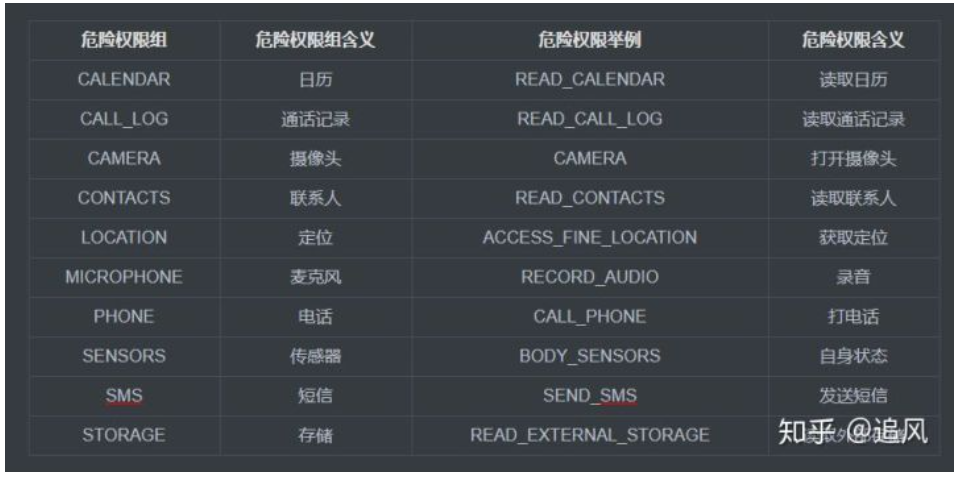 危险权限组 危险权限组含义 危险权限举例 危险权限含义
CALENDAR 日历 READ_CALENDAR 读取日历
CALL_LOG 通话记录 READ_CALL_LOG 读取通话记录
CAMERA 摄像头 CAMERA 打开摄像头
CONTACTS 联系人 READ_CONTACTS 读取联系人
LOCATION 定位 ACCESS_FINE_LOCATION 获取定位
MICROPHONE 麦克风 RECORD_AUDIO 录音
PHONE 电话 CALL_PHONE 打电话
SENSORS 传感器 BODY_SENSORS 自身状态
SMS 短信 SEND_SMS 发送短信
STORAGE 存储 READ_EXTERNAL_STORAGE
知乎 @追风